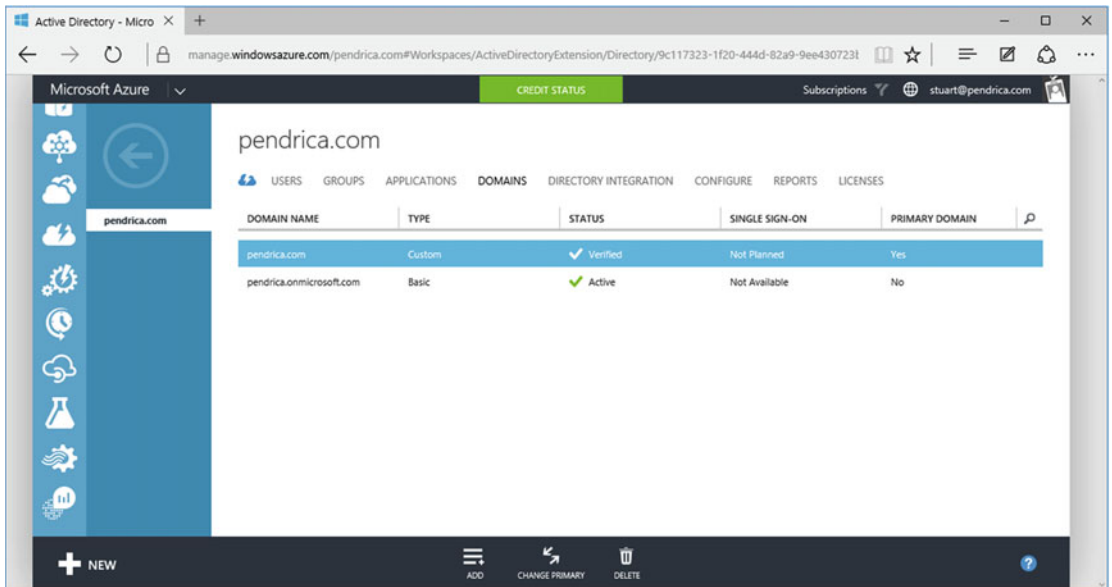 Active Directory - Micro
manage.windowsazure.com/pendrica.com#Workspaces/ActiveDirectoryExtension/Directory/9c117323-1f20-444d-82a9-9ee430723b
Microsoft Azure CREDIT STATUS Subscriptions stuart@pendrica.com
pendrica.com
USERS GROUPS APPLICATIONS DOMAINS DIRECTORY INTEGRATION CONFIGURE REPORTS LICENSES
pendrica.com
DOMAIN NAME TYPE STATUS SINGLE SIGN-ON PRIMARY DOMAIN
pendrica.com Custom Verified Not Planned Yes
pendrica.onmicrosoft.com Basic Active Not Available No
NEW ADD CHANGE PRIMARY DELETE ?